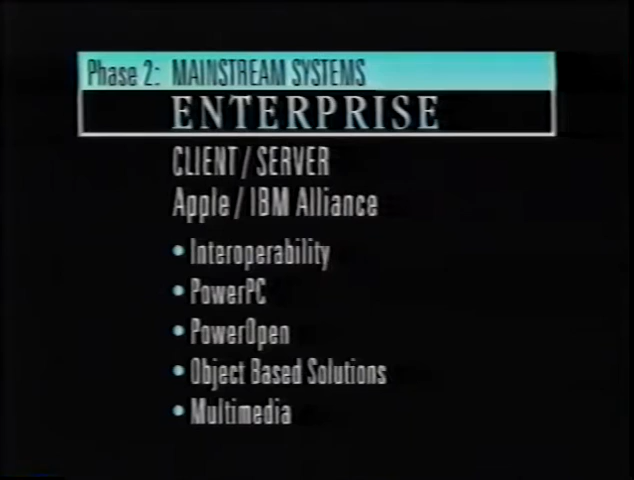 Phase 2: MAINSTREAM SYSTEMS
ENTERPRISE
CLIENT / SERVER
Apple / IBM Alliance
• Interoperability
• PowerPC
• PowerOpen
• Object Based Solutions
• Multimedia